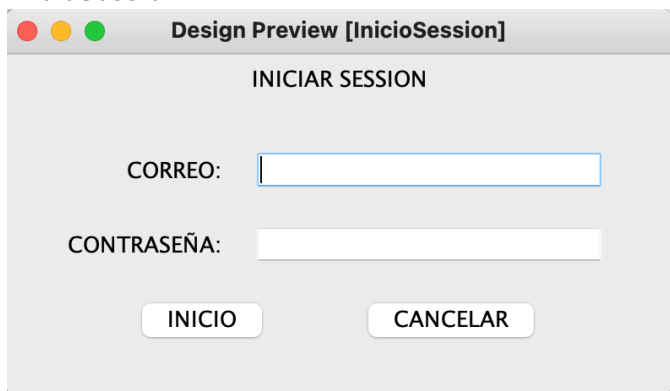 Design Preview [InicioSession]
INICIAR SESSION
CORREO:
CONTRASEÑA:
INICIO CANCELAR